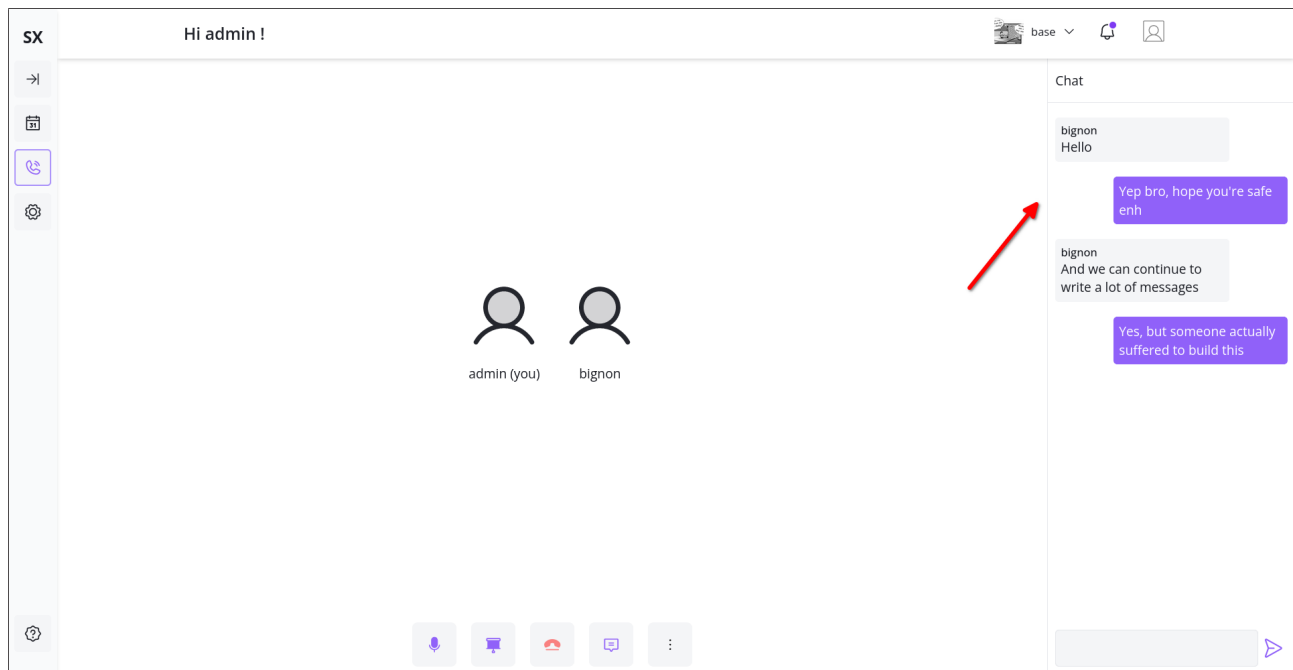 SX
Hi admin !
base
31
Chat
bignon
Hello
Yep bro, hope you're safe
enh
bignon
And we can continue to
write a lot of messages
Yes, but someone actually
suffered to build this
admin (you)
bignon